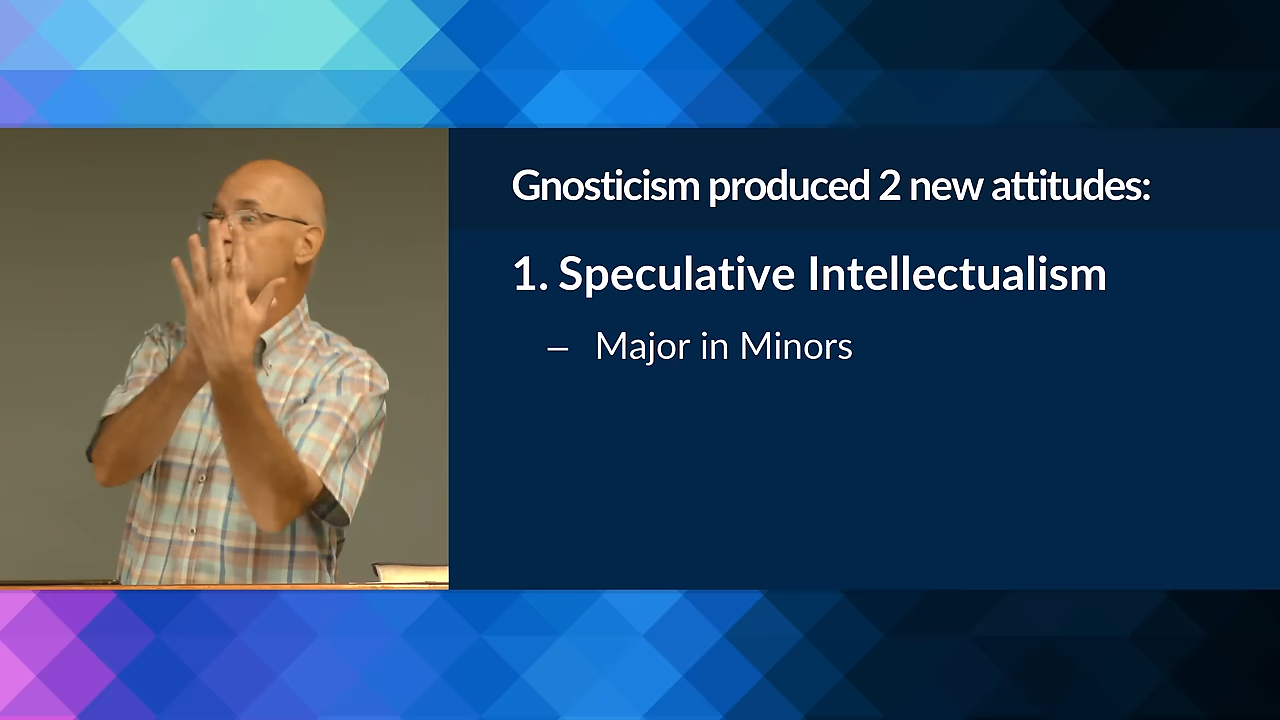 Gnosticism produced 2 new attitudes:
1. Speculative Intellectualism
– Major in Minors